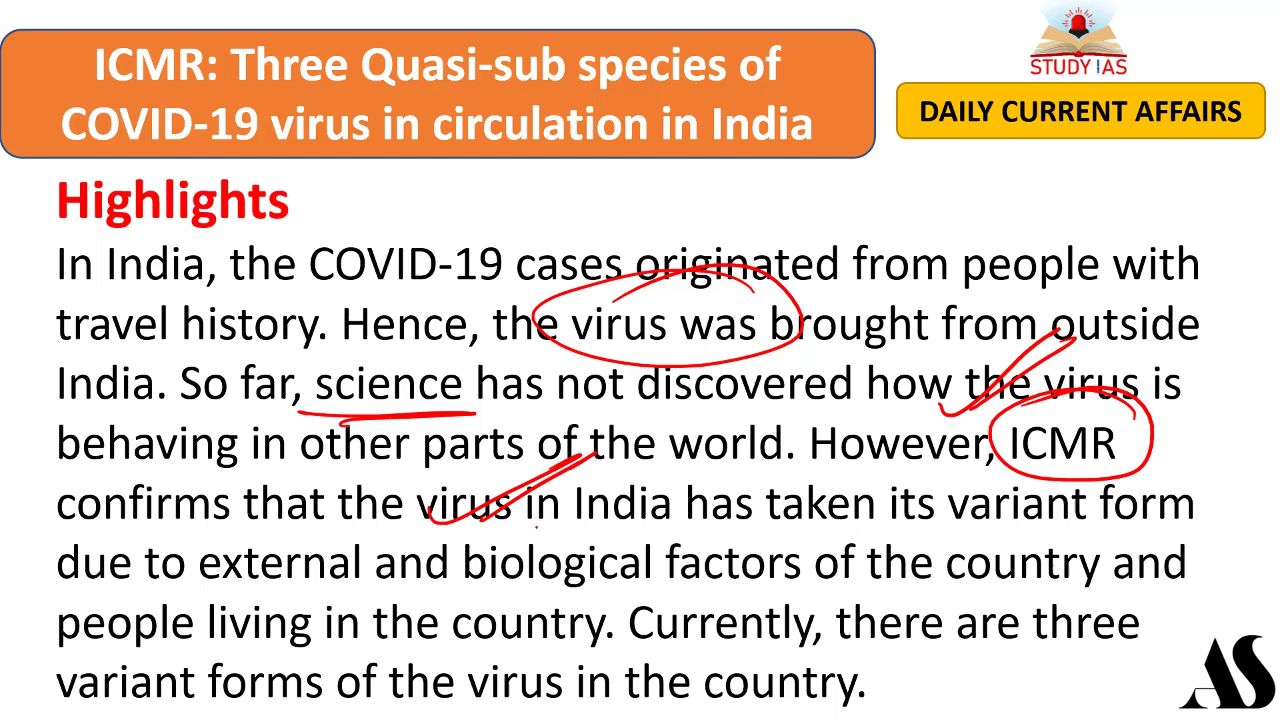 ICMR: Three Quasi-sub species of
COVID-19 virus in circulation in India
STUDY IAS
DAILY CURRENT AFFAIRS
Highlights
In India, the COVID-19 cases originated from people with
travel history. Hence, the virus was brought from outside
India. So far, science has not discovered how the virus is
behaving in other parts of the world. However, ICMR
confirms that the virus in India has taken its variant form
due to external and biological factors of the country and
people living in the country. Currently, there are three
variant forms of the virus in the country.
AS